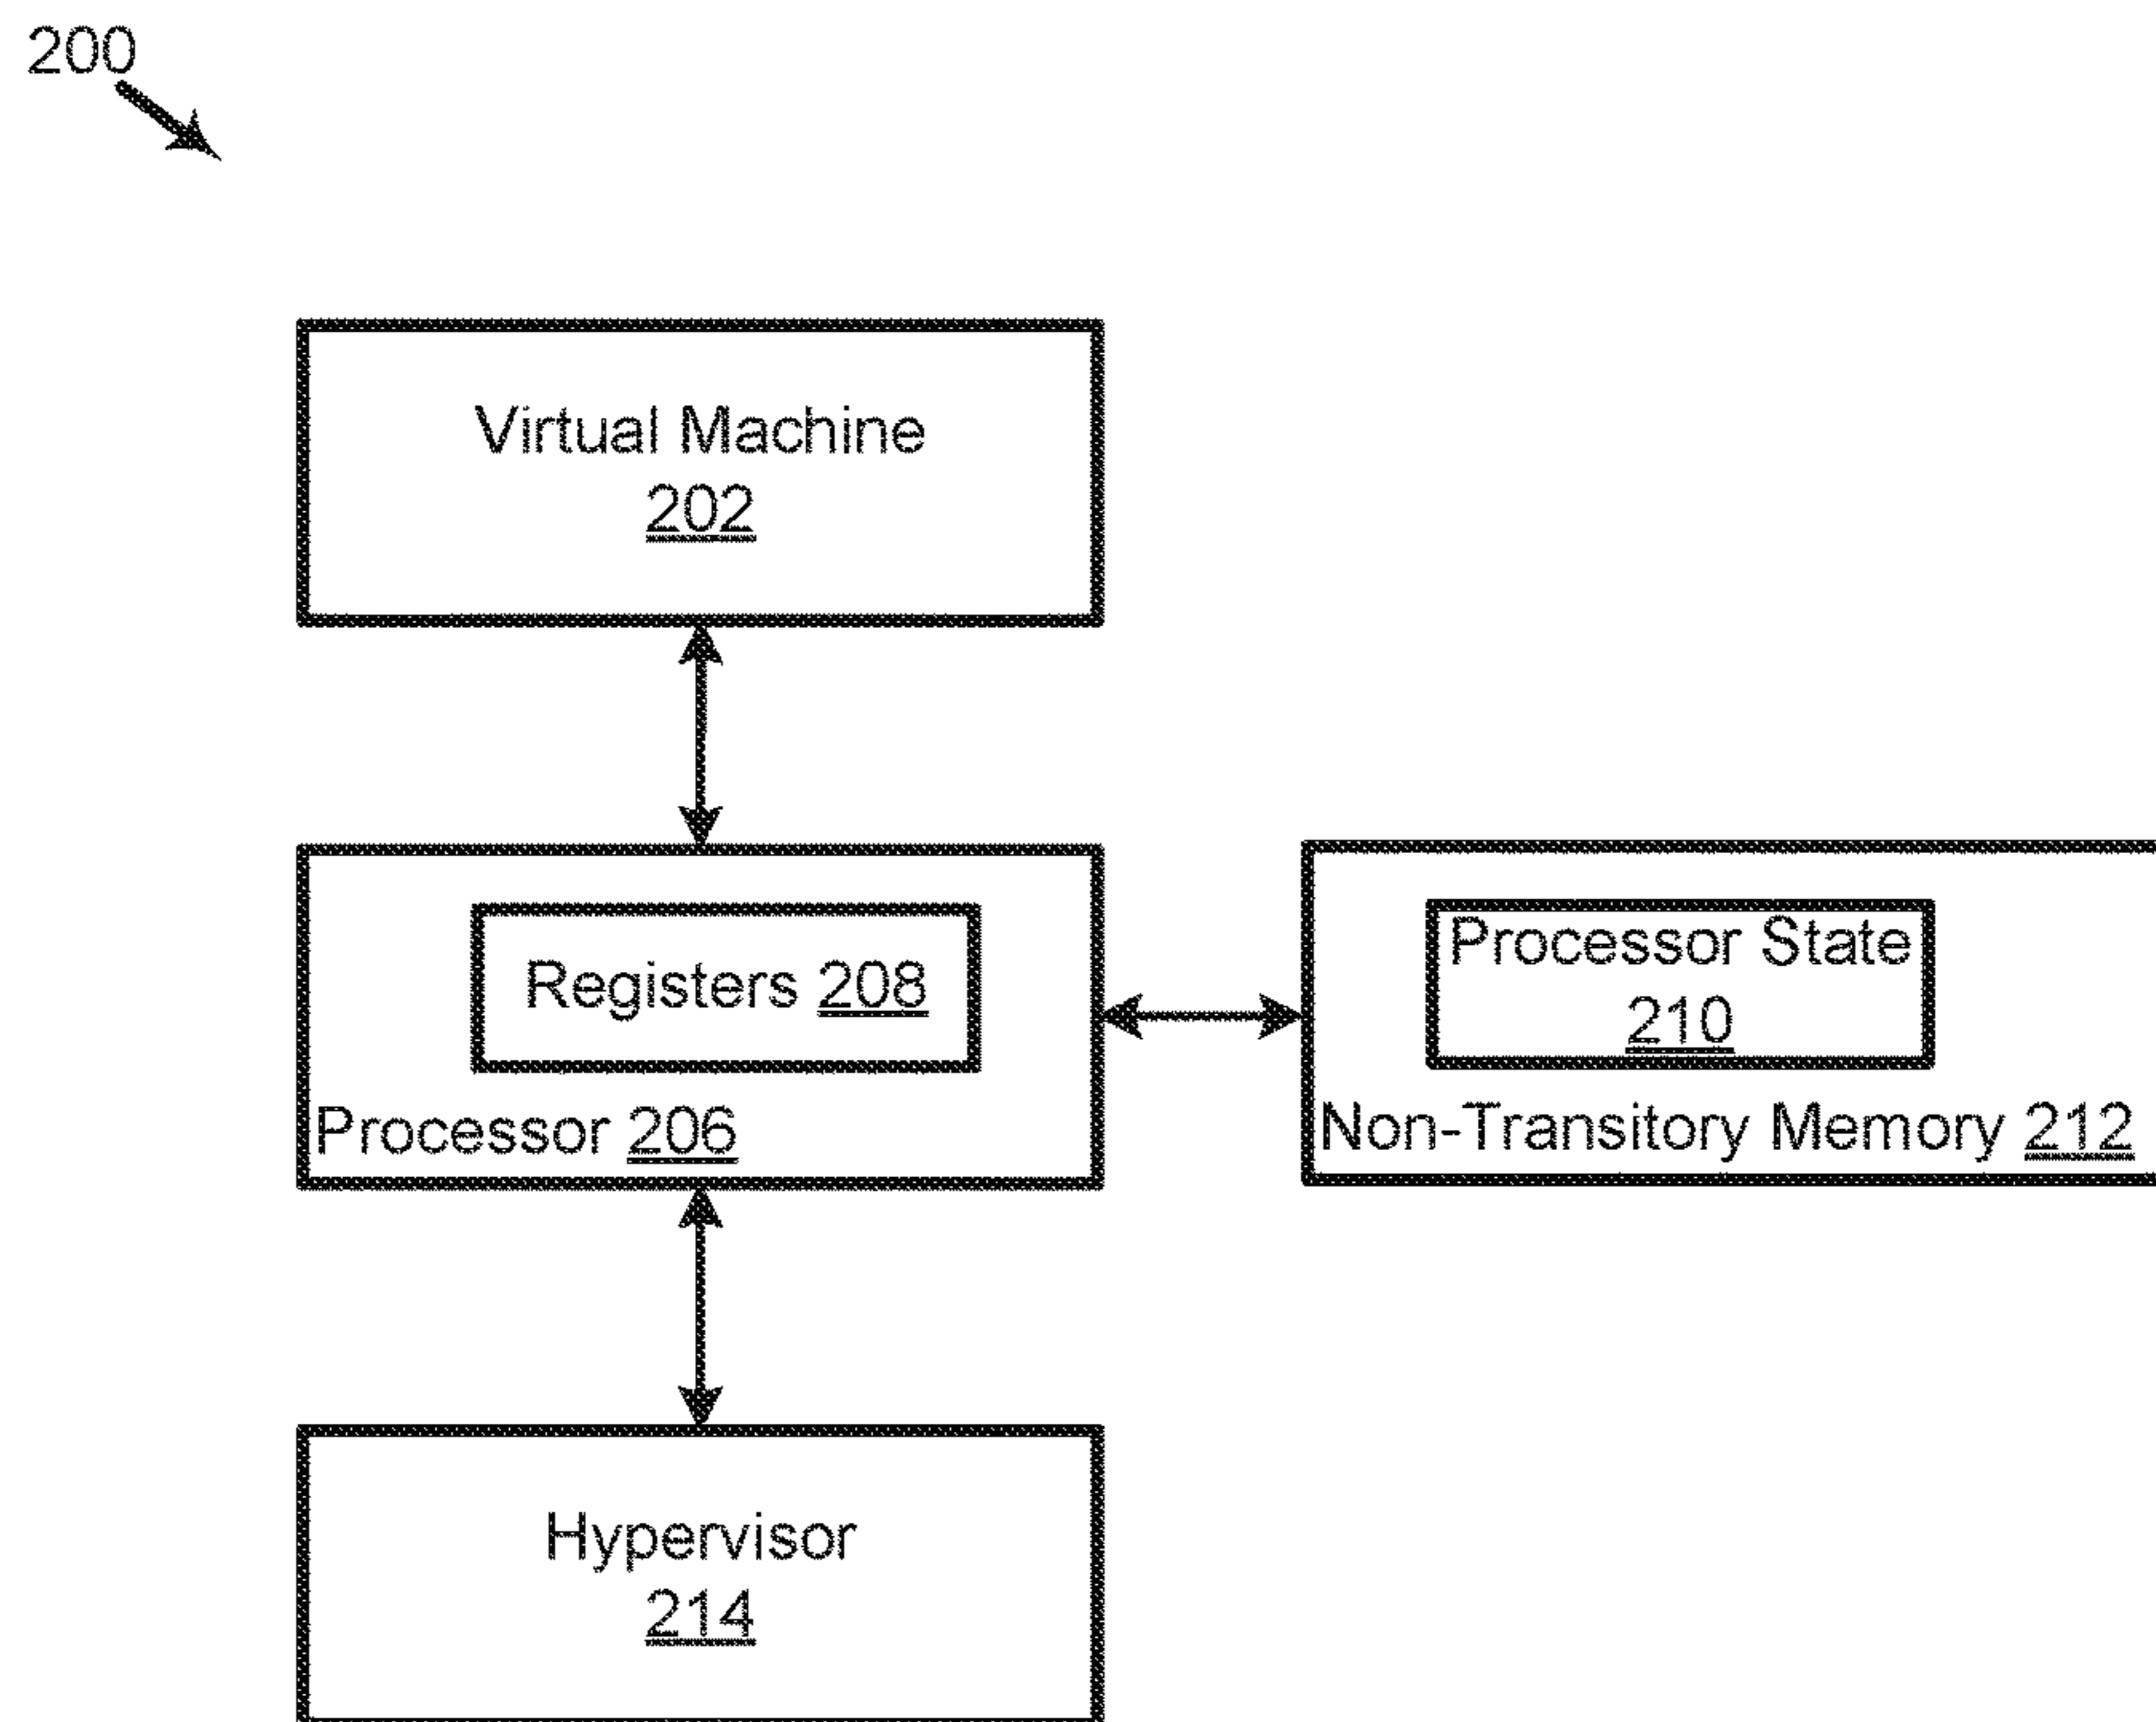 200
Virtual Machine
202
Registers 208
Processor 206
Processor State
210
Non-Transitory Memory 212
Hypervisor
214